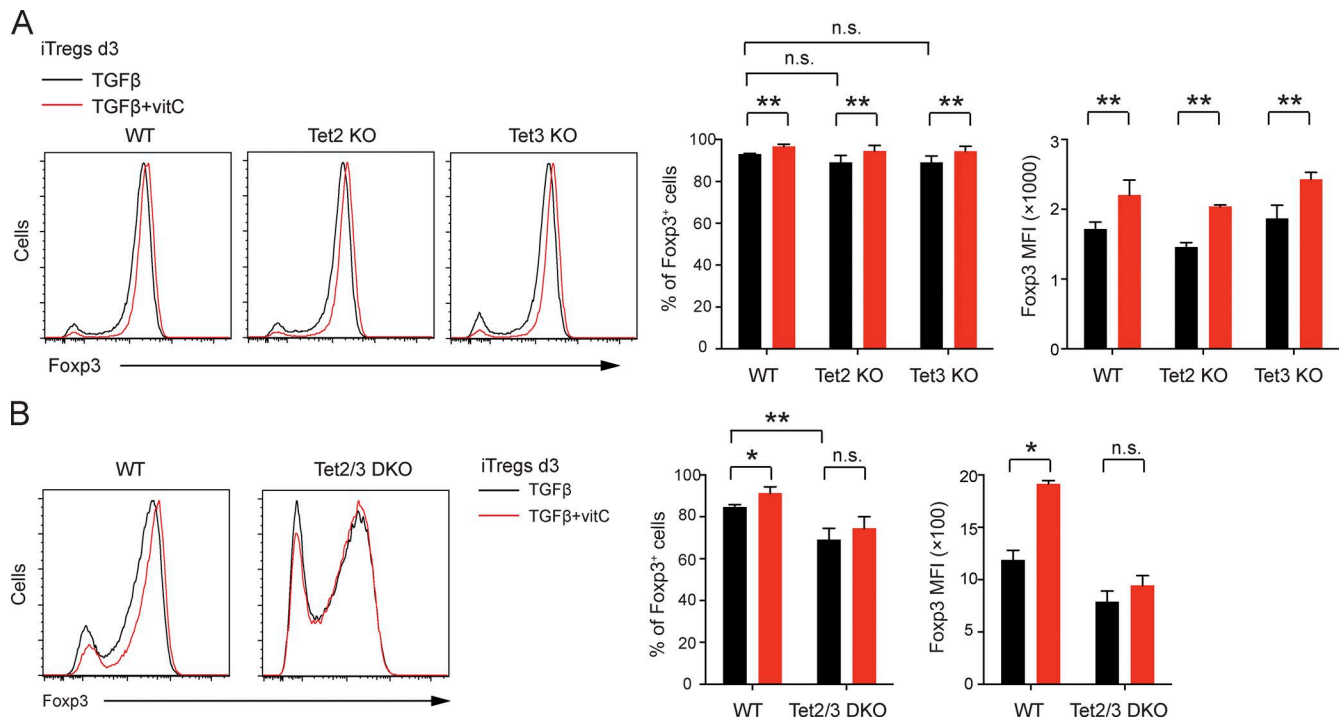 A
iTregs d3
TGFβ
TGFβ+vitC
WT
Tet2 KO
Tet3 KO
Cells
Foxp3
n.s.
n.s.
** ** **
% of Foxp3⁺ cells
100
80
60
40
20
0
WT Tet2 KO Tet3 KO
** ** **
Foxp3 MFI (×1000)
3
2
1
0
WT Tet2 KO Tet3 KO
B
WT
Tet2/3 DKO
iTregs d3
TGFβ
TGFβ+vitC
Cells
Foxp3
**
* n.s.
% of Foxp3⁺ cells
100
80
60
40
20
0
WT Tet2/3 DKO
* n.s.
Foxp3 MFI (×100)
20
15
10
5
0
WT Tet2/3 DKO